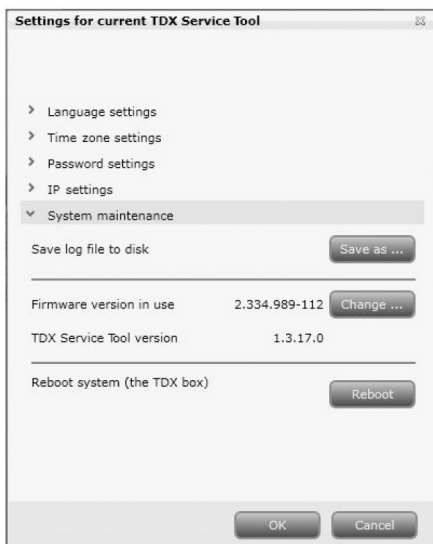 Settings for current TDX Service Tool
Language settings
Time zone settings
Password settings
IP settings
System maintenance
Save log file to disk Save as ...
Firmware version in use 2.334.989-112 Change ...
TDX Service Tool version 1.3.17.0
Reboot system (the TDX box) Reboot
OK Cancel